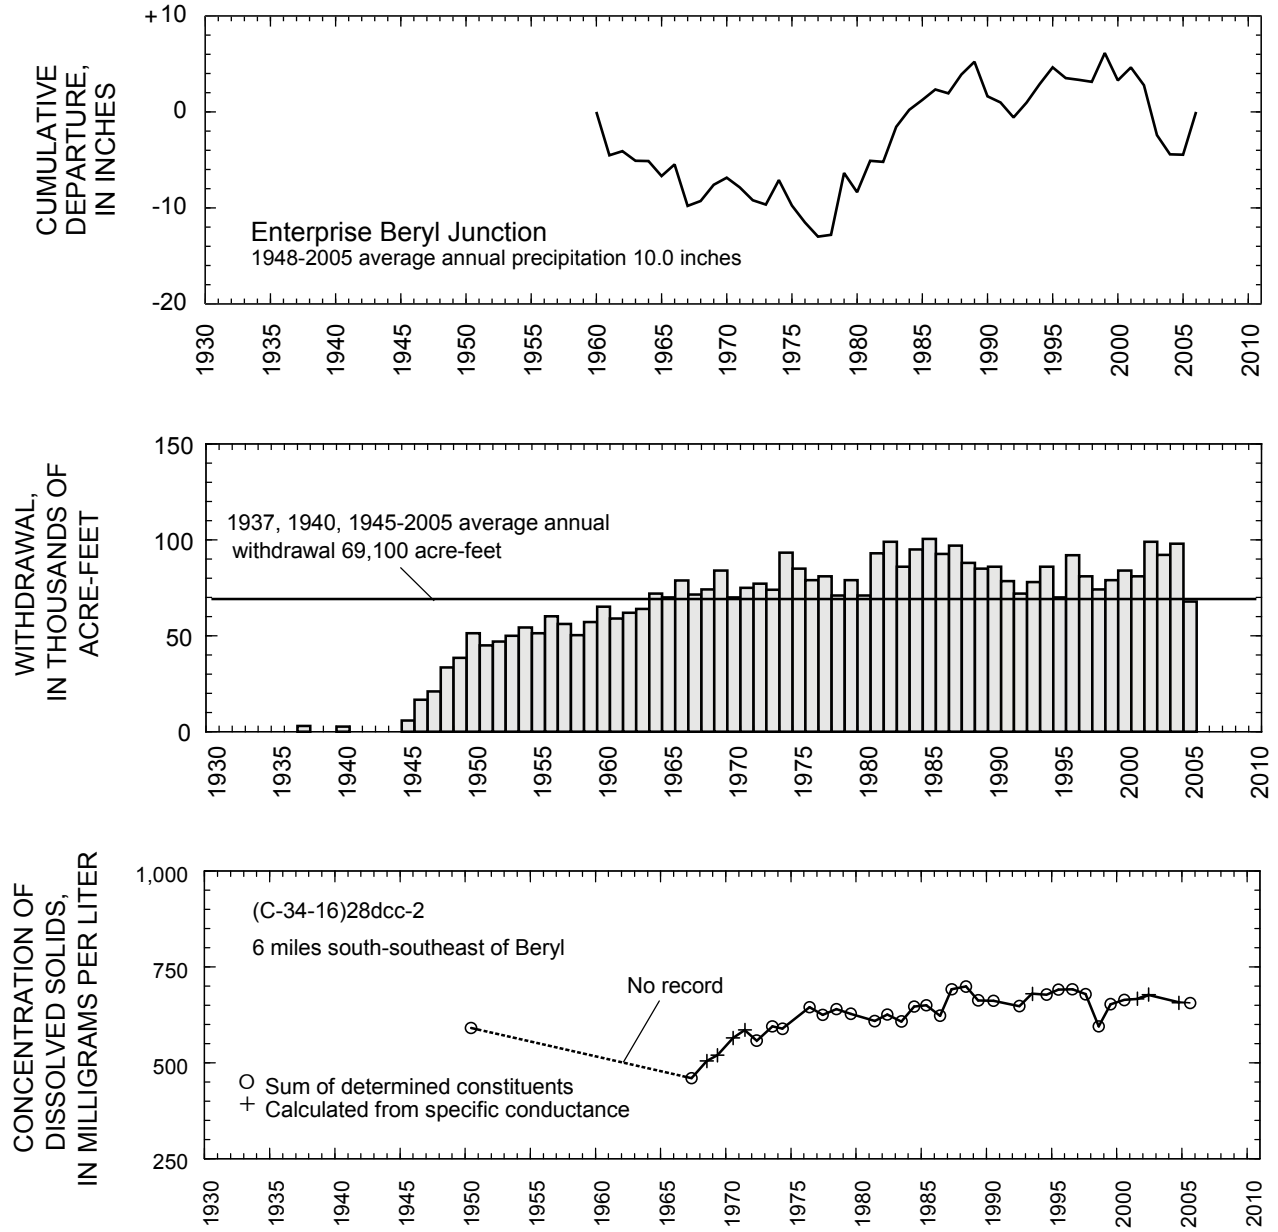 CUMULATIVE
DEPARTURE,
IN INCHES
+10
0
-10
-20
Enterprise Beryl Junction
1948-2005 average annual precipitation 10.0 inches
1930 1935 1940 1945 1950 1955 1960 1965 1970 1975 1980 1985 1990 1995 2000 2005 2010
WITHDRAWAL,
IN THOUSANDS OF
ACRE-FEET
150
100
50
0
1937, 1940, 1945-2005 average annual
withdrawal 69,100 acre-feet
1930 1935 1940 1945 1950 1955 1960 1965 1970 1975 1980 1985 1990 1995 2000 2005 2010
CONCENTRATION OF
DISSOLVED SOLIDS,
IN MILLIGRAMS PER LITER
1,000
750
500
250
(C-34-16)28dcc-2
6 miles south-southeast of Beryl
No record
Sum of determined constituents
Calculated from specific conductance
1930 1935 1940 1945 1950 1955 1960 1965 1970 1975 1980 1985 1990 1995 2000 2005 2010